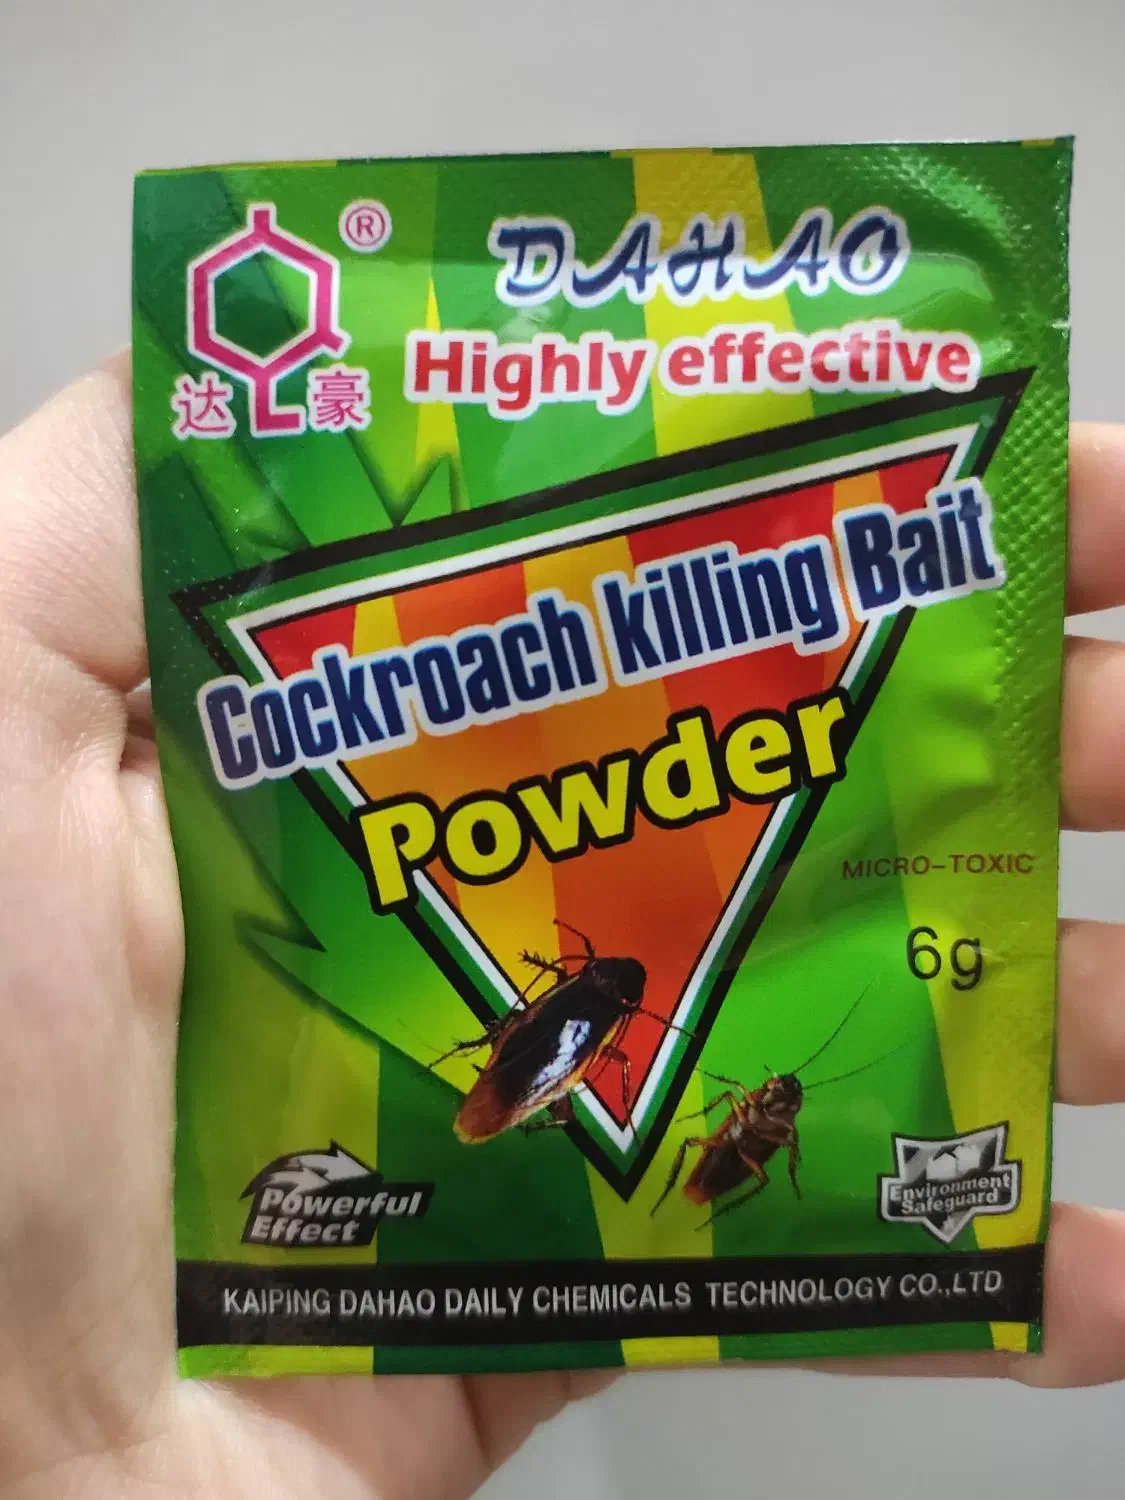 ®
DAHAO
达 豪
Highly effective
Cockroach killing Bait
Powder
MICRO-TOXIC
6g
Powerful
Effect
Environment
Safeguard
KAIPING DAHAO DAILY CHEMICALS TECHNOLOGY CO.,LTD